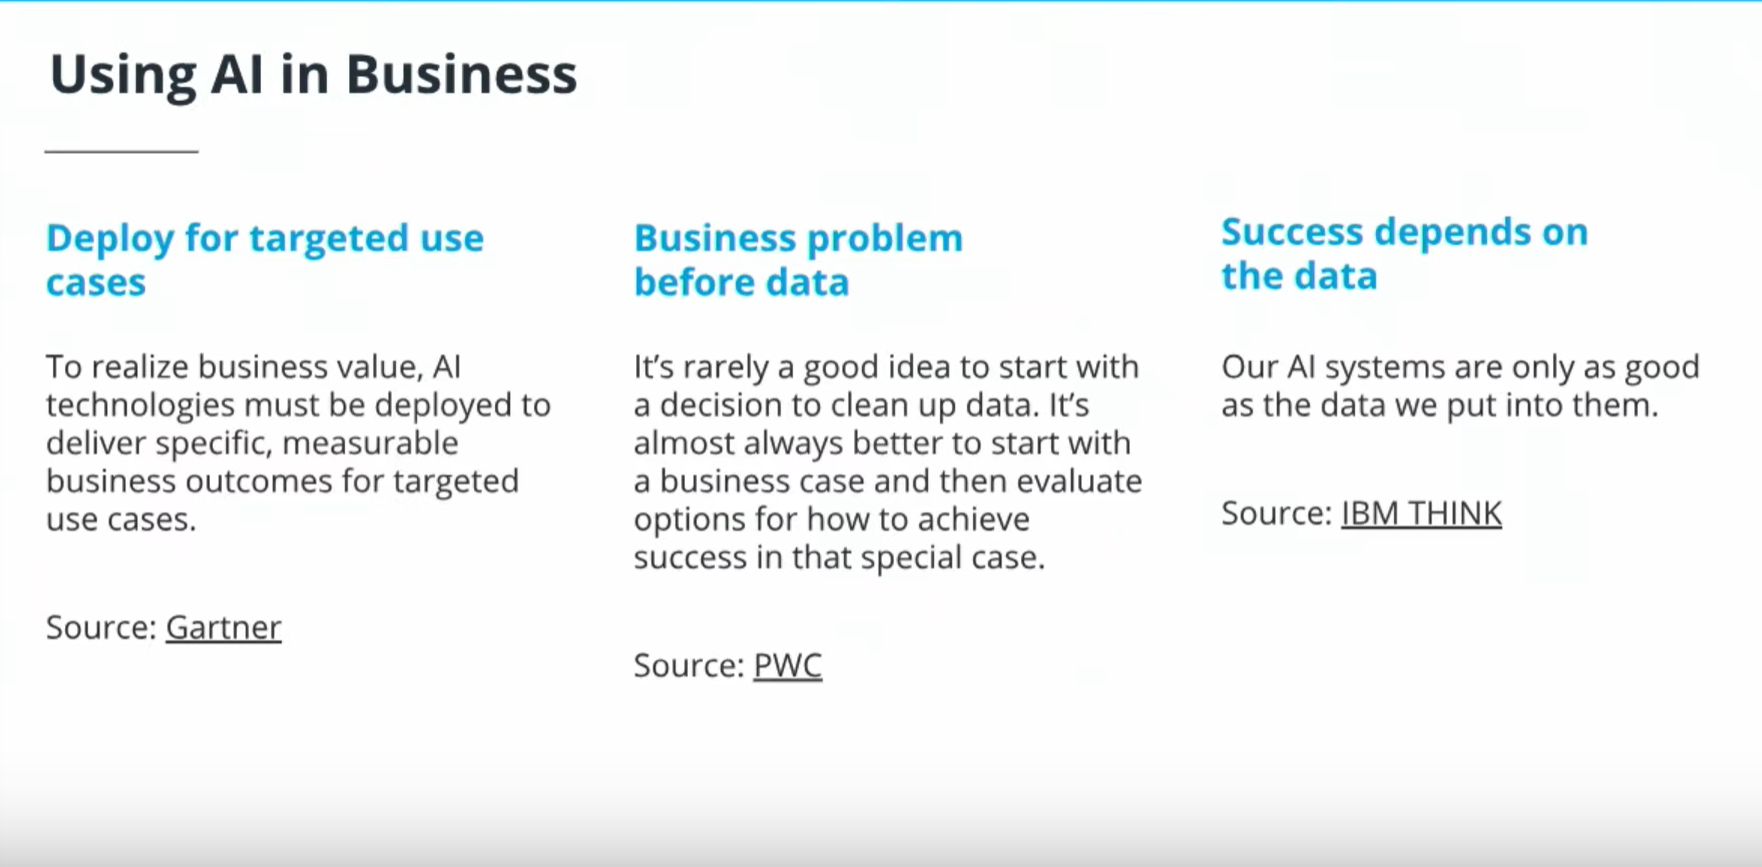 Using AI in Business
Deploy for targeted use
cases
To realize business value, AI
technologies must be deployed to
deliver specific, measurable
business outcomes for targeted
use cases.
Source: Gartner
Business problem
before data
It’s rarely a good idea to start with
a decision to clean up data. It’s
almost always better to start with
a business case and then evaluate
options for how to achieve
success in that special case.
Source: PWC
Success depends on
the data
Our AI systems are only as good
as the data we put into them.
Source: IBM THINK